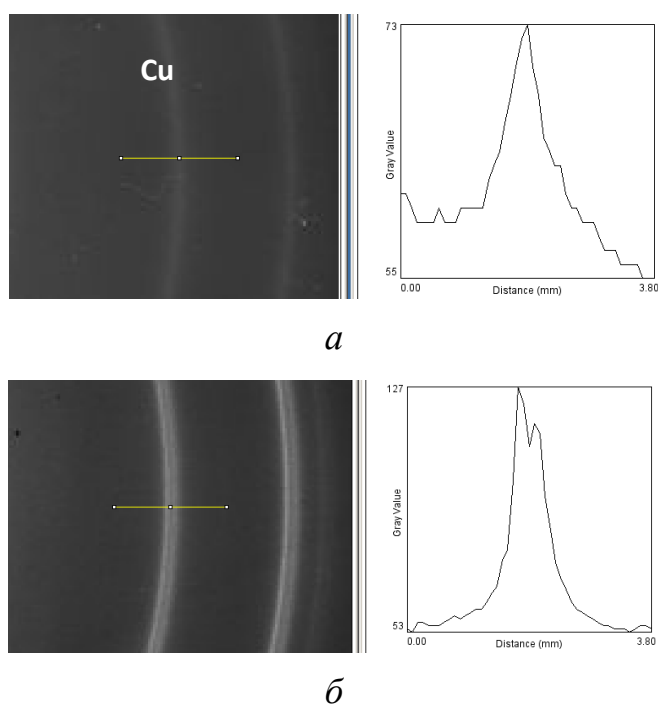 Cu
73
Gray Value
55
0.00
Distance (mm)
3.80
а
127
Gray Value
53
0.00
Distance (mm)
3.80
б